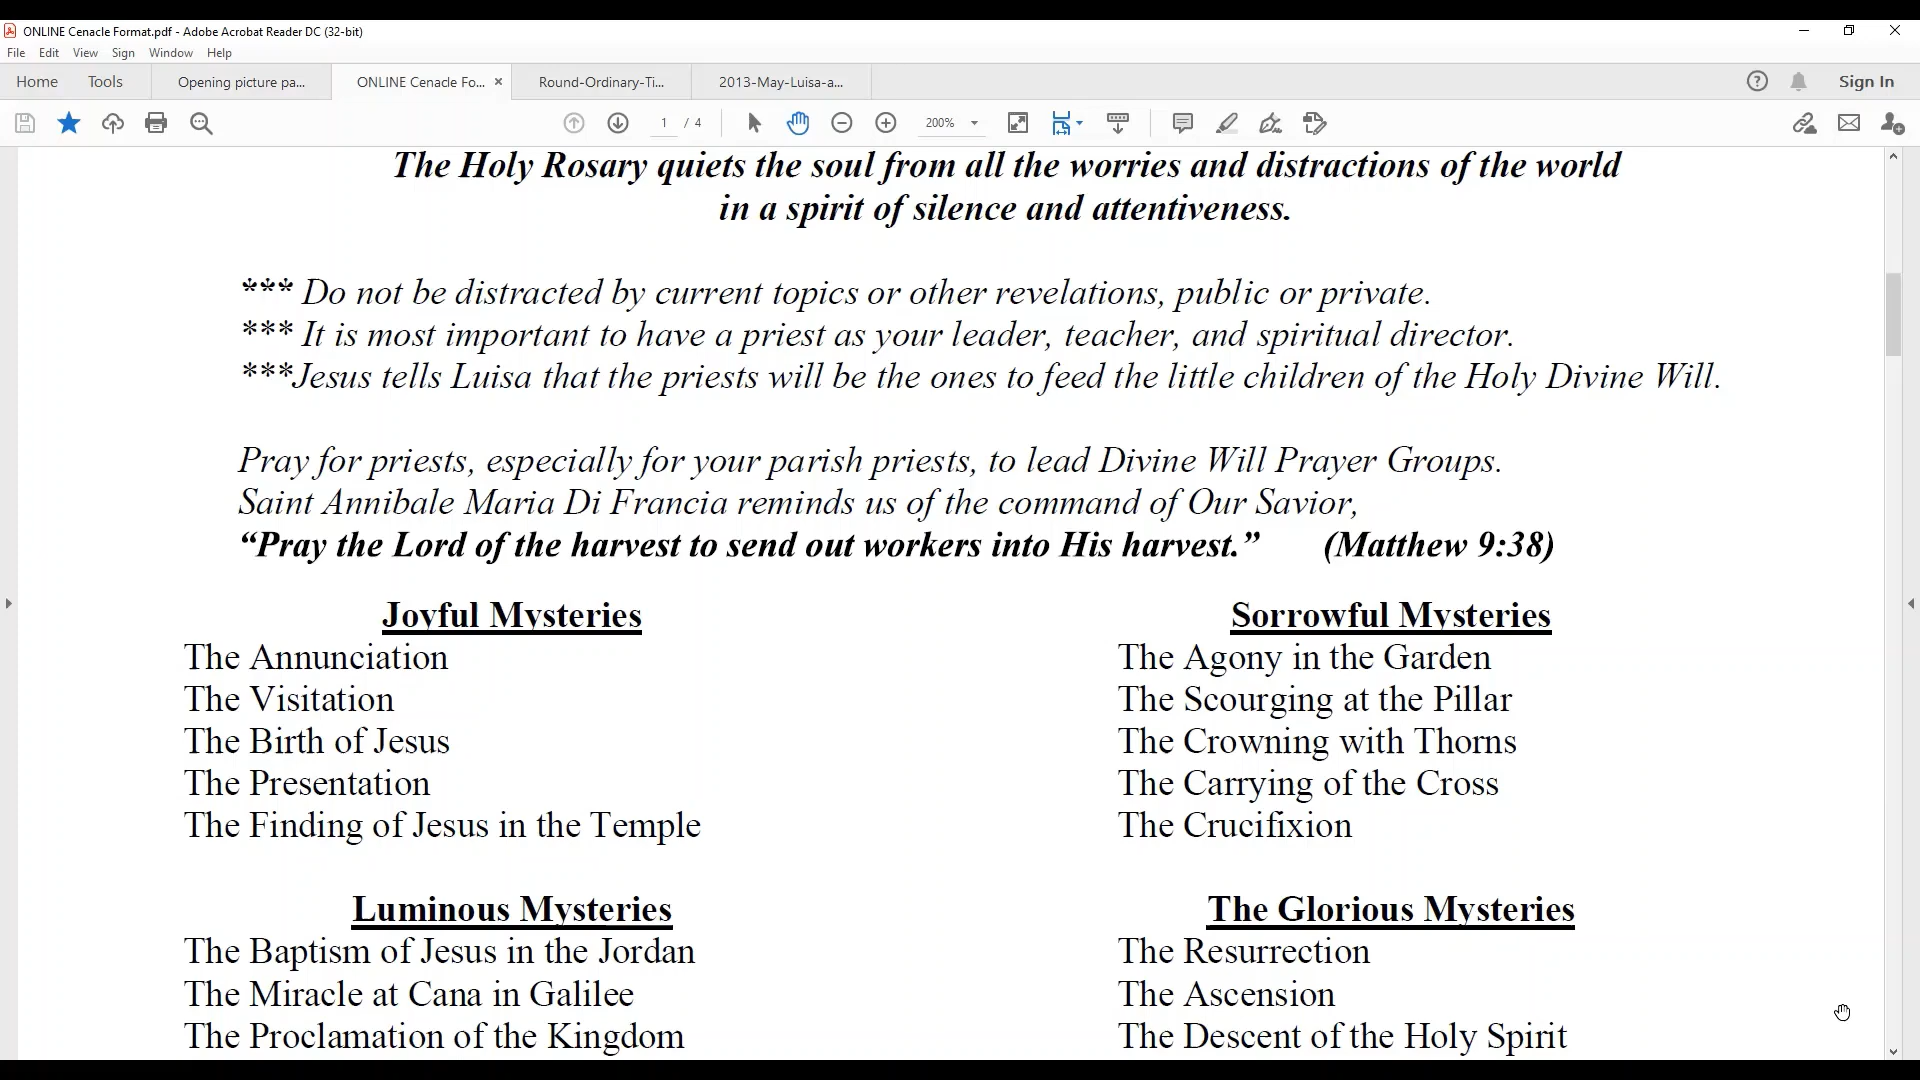 ONLINE Cenacle Format.pdf - Adobe Acrobat Reader DC (32-bit)
File Edit View Sign Window Help
Home Tools Opening picture pa... ONLINE Cenacle Fo... × Round-Ordinary-Ti... 2013-May-Luisa-a... Sign In
1 / 4 200%
The Holy Rosary quiets the soul from all the worries and distractions of the world
in a spirit of silence and attentiveness.
*** Do not be distracted by current topics or other revelations, public or private.
*** It is most important to have a priest as your leader, teacher, and spiritual director.
***Jesus tells Luisa that the priests will be the ones to feed the little children of the Holy Divine Will.
Pray for priests, especially for your parish priests, to lead Divine Will Prayer Groups.
Saint Annibale Maria Di Francia reminds us of the command of Our Savior,
“Pray the Lord of the harvest to send out workers into His harvest.” (Matthew 9:38)
Joyful Mysteries
The Annunciation
The Visitation
The Birth of Jesus
The Presentation
The Finding of Jesus in the Temple
Sorrowful Mysteries
The Agony in the Garden
The Scourging at the Pillar
The Crowning with Thorns
The Carrying of the Cross
The Crucifixion
Luminous Mysteries
The Baptism of Jesus in the Jordan
The Miracle at Cana in Galilee
The Proclamation of the Kingdom
The Glorious Mysteries
The Resurrection
The Ascension
The Descent of the Holy Spirit